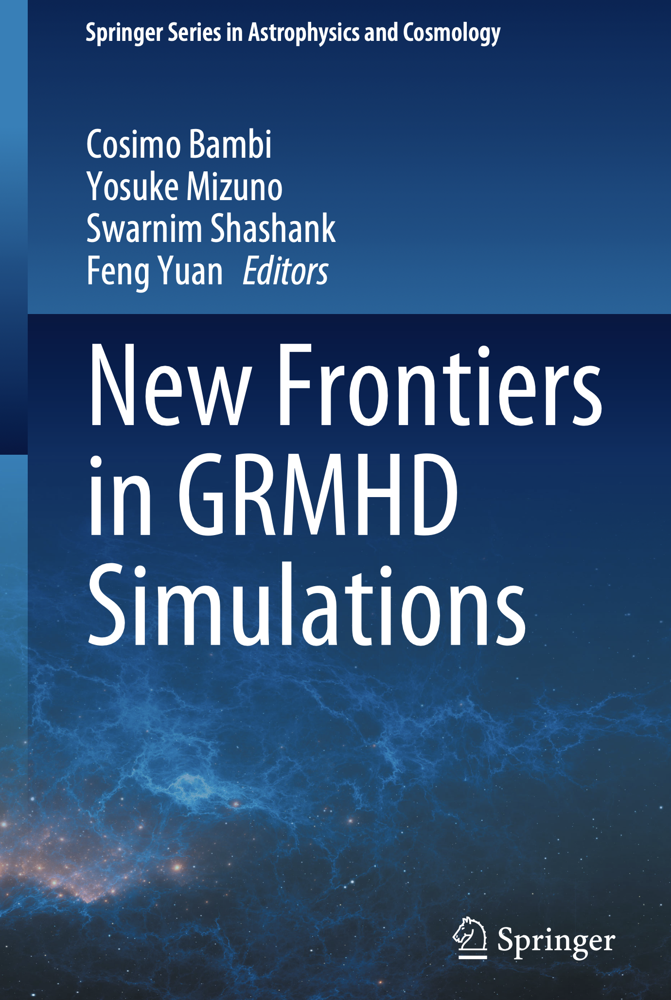 Springer Series in Astrophysics and Cosmology
Cosimo Bambi
Yosuke Mizuno
Swarnim Shashank
Feng Yuan Editors
New Frontiers
in GRMHD
Simulations
Springer